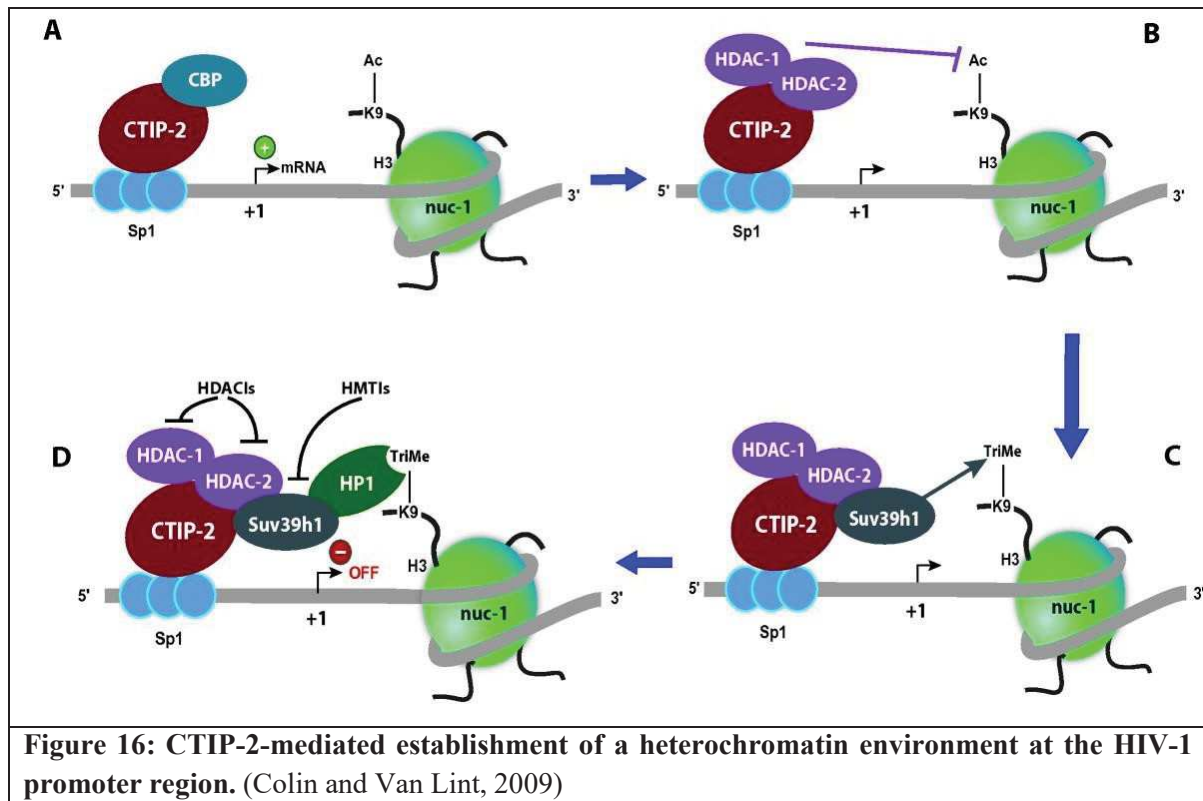 A
CBP
CTIP-2
Ac
K9
H3
+
mRNA
5'
+1
nuc-1
3'
Sp1
B
HDAC-1
HDAC-2
CTIP-2
Ac
K9
H3
5'
+1
nuc-1
3'
Sp1
HDACIs
HMTIs
D
HDAC-1
HDAC-2
CTIP-2
Suv39h1
HP1
TriMe
K9
H3
−
OFF
5'
+1
nuc-1
3'
Sp1
C
HDAC-1
HDAC-2
CTIP-2
Suv39h1
TriMe
K9
H3
5'
+1
nuc-1
3'
Sp1
Figure 16: CTIP-2-mediated establishment of a heterochromatin environment at the HIV-1
promoter region. (Colin and Van Lint, 2009)